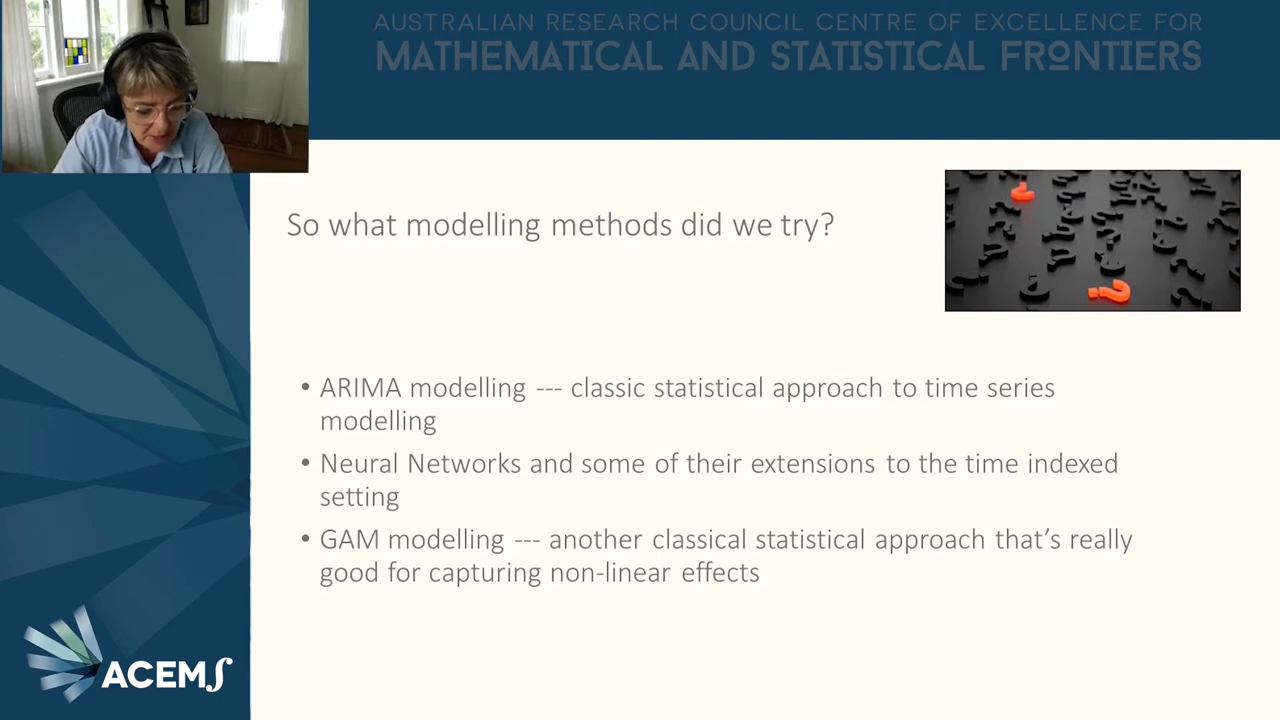 AUSTRALIAN RESEARCH COUNCIL CENTRE OF EXCELLENCE FOR
MATHEMATICAL AND STATISTICAL FRONTIERS
So what modelling methods did we try?
• ARIMA modelling --- classic statistical approach to time series
modelling
• Neural Networks and some of their extensions to the time indexed
setting
• GAM modelling --- another classical statistical approach that’s really
good for capturing non-linear effects
ACEMS